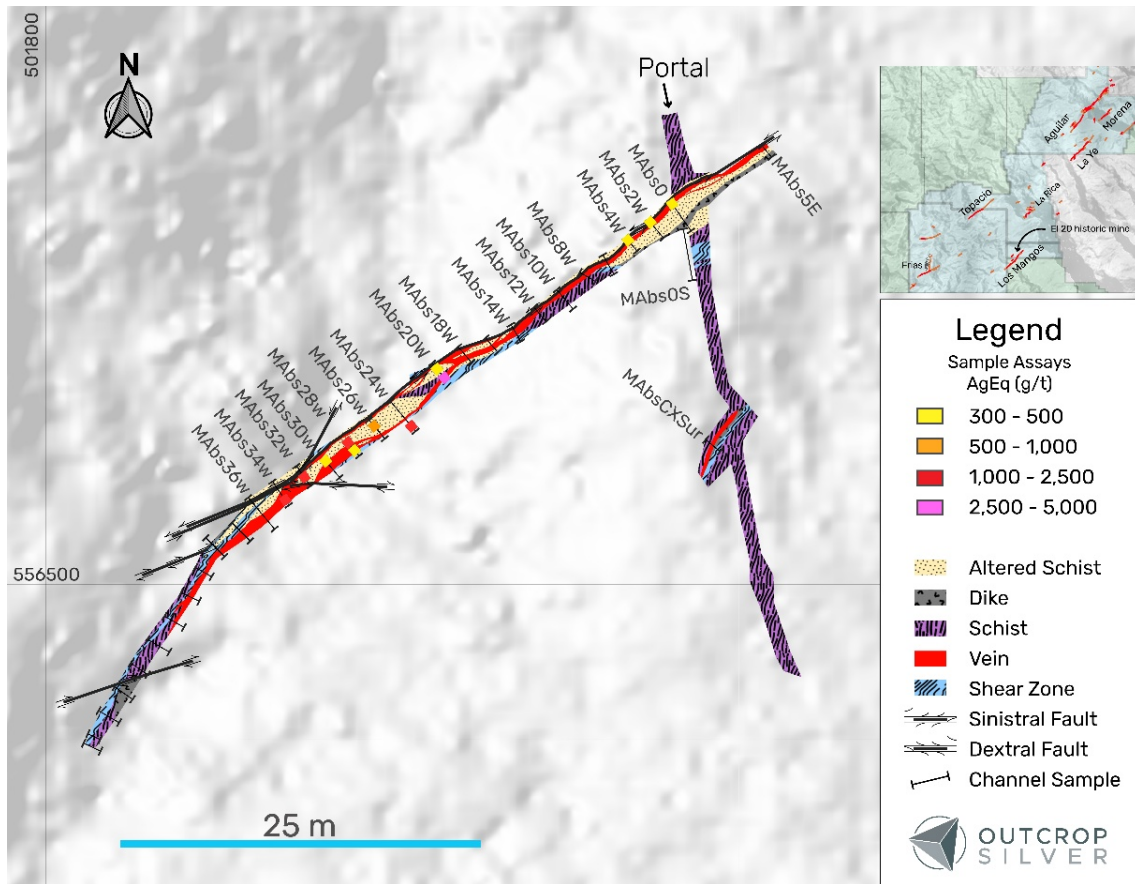 501800
N
Portal
MAbs5E
MAbs0
MAbs2W
MAbs4W
MAbs8W
MAbs10W
MAbs12W
MAbs14W
MAbs18W
MAbs20W
MAbs24W
MAbs26W
MAbs28W
MAbs30W
MAbs32W
MAbs34W
MAbs36W
MAbs0S
MAbsCXSur
556500
25 m
Aguilar
Morena
La Ye
Topacio
La Rica
El 20 historic mine
Los Mangos
Frias
Legend
Sample Assays
AgEq (g/t)
300 - 500
500 - 1,000
1,000 - 2,500
2,500 - 5,000
Altered Schist
Dike
Schist
Vein
Shear Zone
Sinistral Fault
Dextral Fault
Channel Sample
OUTCROP
SILVER